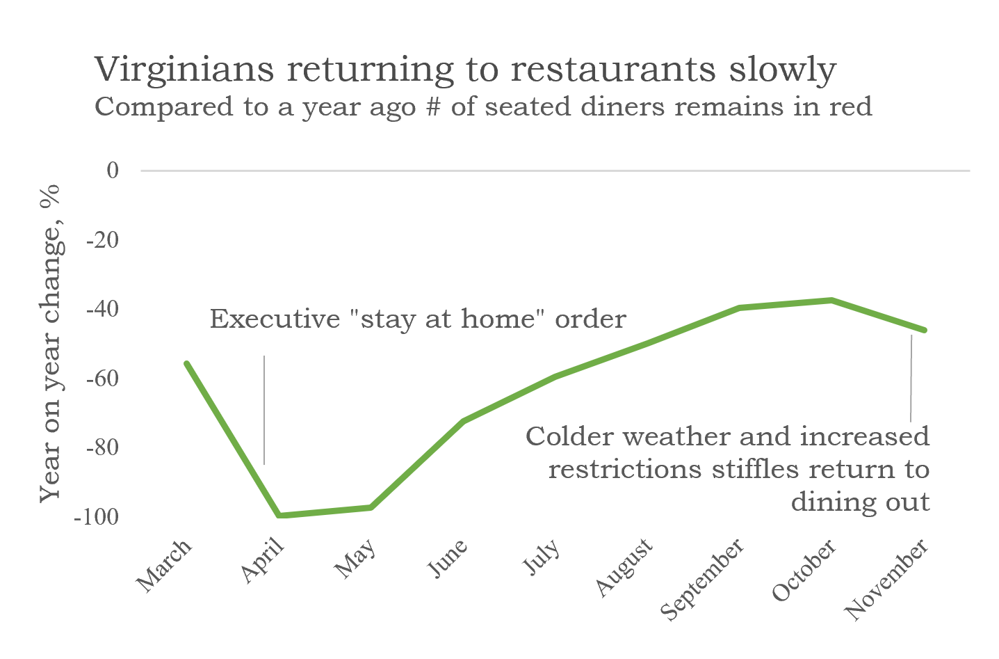 Virginians returning to restaurants slowly
Compared to a year ago # of seated diners remains in red
Year on year change, %
0
-20
-40
-60
-80
-100
Executive "stay at home" order
Colder weather and increased
restrictions stiffles return to
dining out
March
April
May
June
July
August
September
October
November